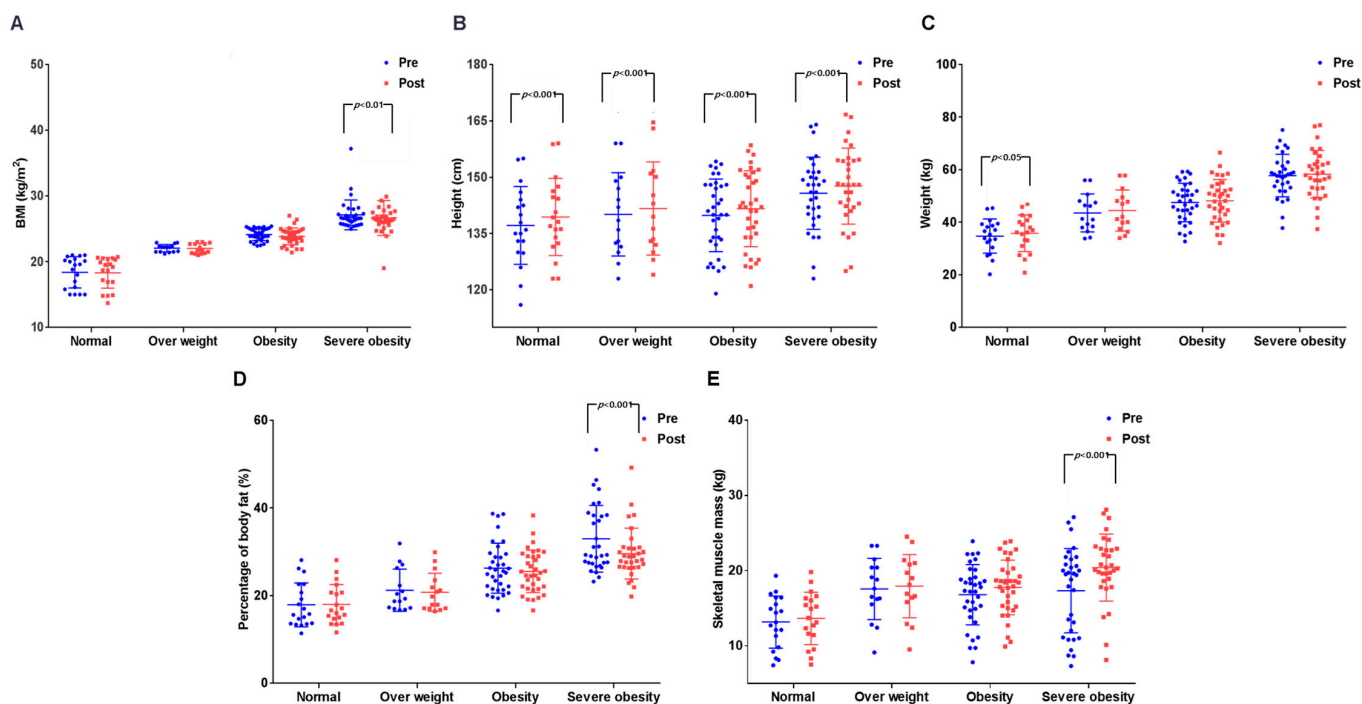 A
BMI (kg/m²)
50
40
30
20
10
Pre
Post
p<0.01
Normal
Over weight
Obesity
Severe obesity
B
Height (cm)
180
165
150
135
120
Pre
Post
p<0.001
p<0.001
p<0.001
p<0.001
Normal
Over weight
Obesity
Severe obesity
C
Weight (kg)
100
80
60
40
20
0
Pre
Post
p<0.05
Normal
Over weight
Obesity
Severe obesity
D
Percentage of body fat (%)
60
40
20
0
Pre
Post
p<0.001
Normal
Over weight
Obesity
Severe obesity
E
Skeletal muscle mass (kg)
40
30
20
10
Pre
Post
p<0.001
Normal
Over weight
Obesity
Severe obesity